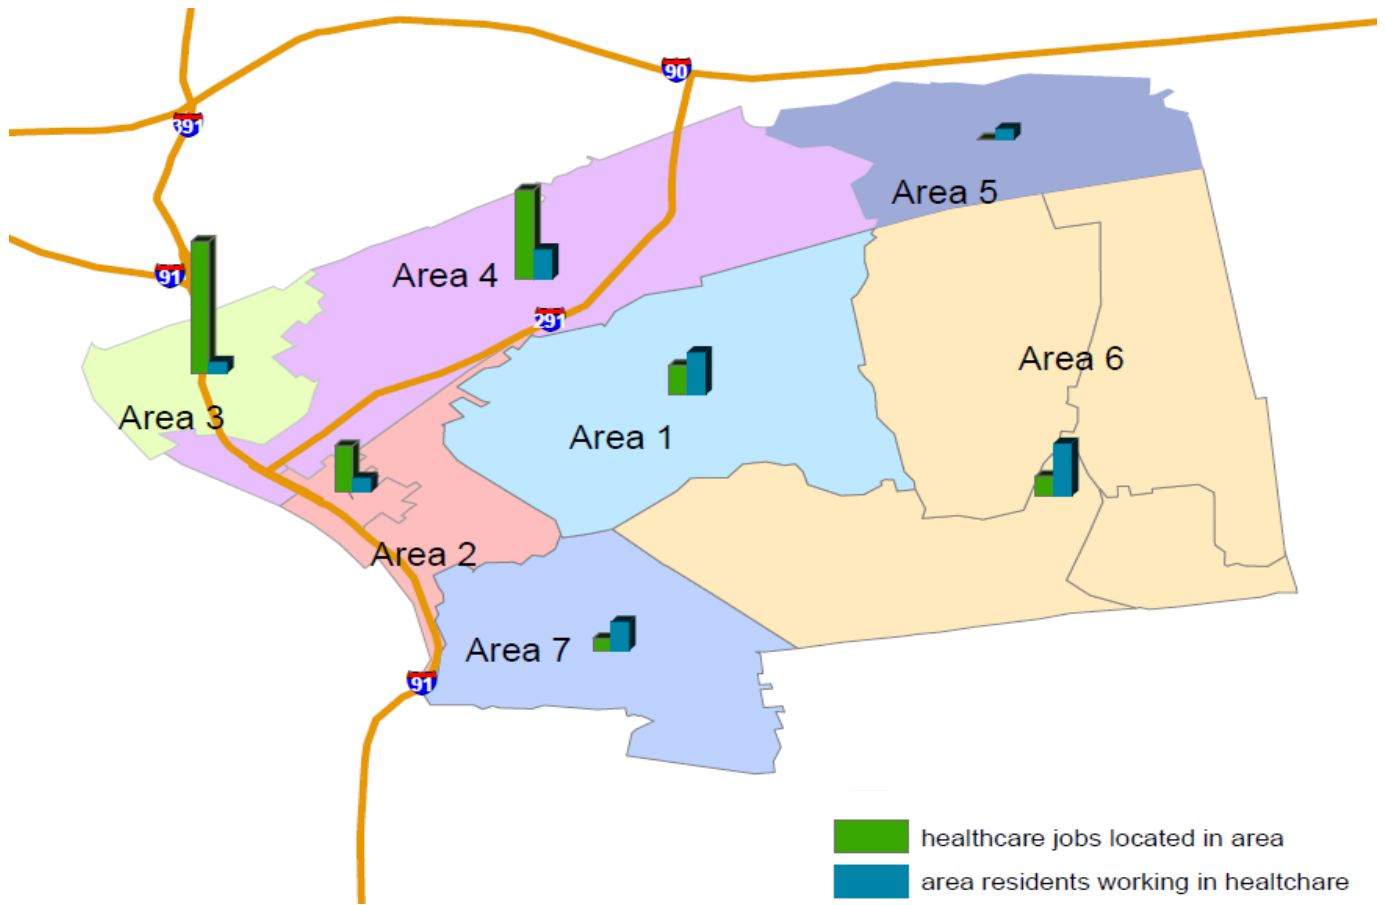 90
391
Area 5
91
Area 4
291
Area 6
Area 3
Area 1
Area 2
Area 7
91
healthcare jobs located in area
area residents working in healtchare